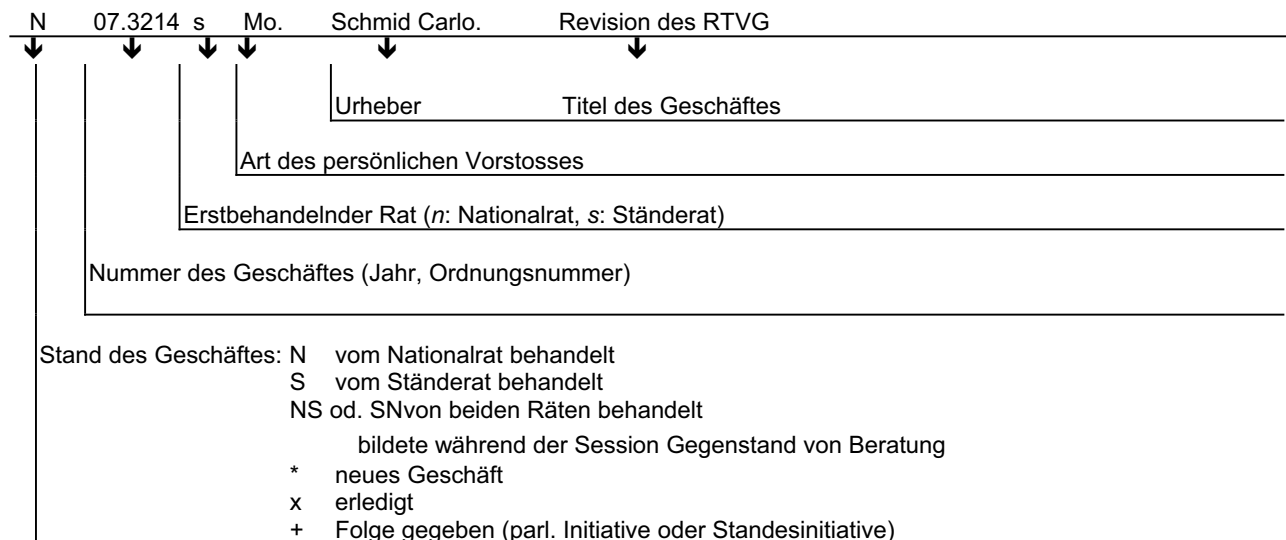 N 07.3214 s Mo. Schmid Carlo. Revision des RTVG
Urheber Titel des Geschäftes
Art des persönlichen Vorstosses
Erstbehandelnder Rat (n: Nationalrat, s: Ständerat)
Nummer des Geschäftes (Jahr, Ordnungsnummer)
Stand des Geschäftes: N vom Nationalrat behandelt
S vom Ständerat behandelt
NS od. SNvon beiden Räten behandelt
bildete während der Session Gegenstand von Beratung
* neues Geschäft
x erledigt
+ Folge gegeben (parl. Initiative oder Standesinitiative)